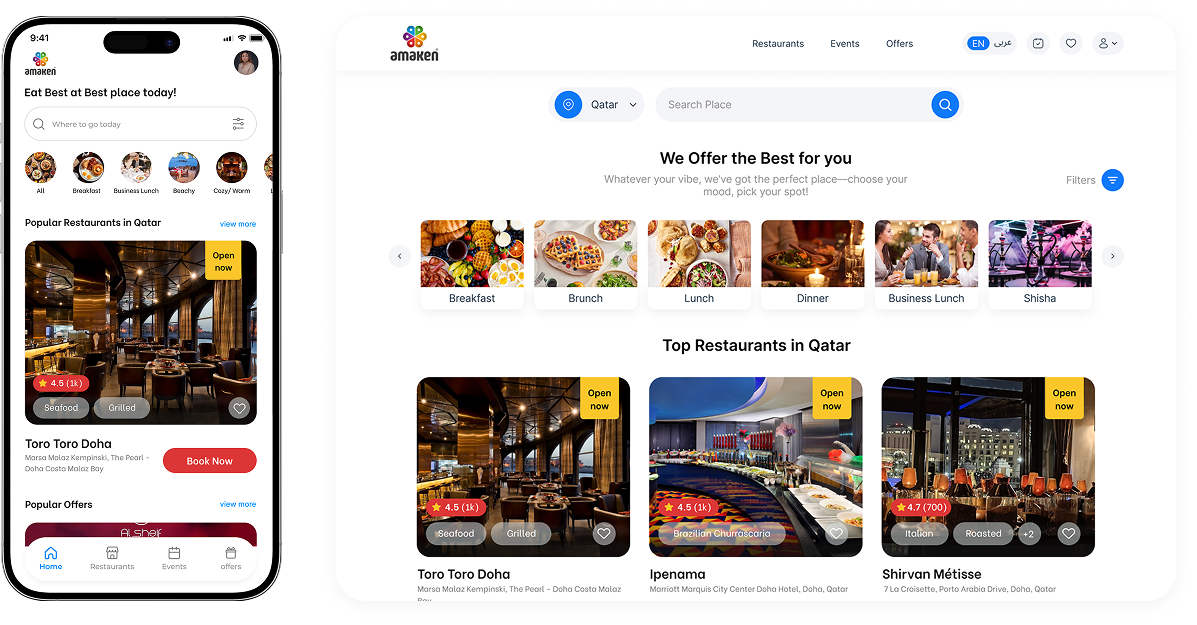 9:41
amaken
Eat Best at Best place today!
Where to go today
All
Breakfast
Business Lunch
Beachy
Cozy/ Warm
Popular Restaurants in Qatar
view more
Open
now
4.5 (1k)
Seafood
Grilled
Toro Toro Doha
Marsa Malaz Kempinski, The Pearl –
Doha Costa Malaz Bay
Book Now
Popular Offers
view more
Home
Restaurants
Events
offers
amaken
Restaurants
Events
Offers
EN
عربى
Qatar
Search Place
We Offer the Best for you
Whatever your vibe, we've got the perfect place—choose your
mood, pick your spot!
Filters
Breakfast
Brunch
Lunch
Dinner
Business Lunch
Shisha
Top Restaurants in Qatar
Open
now
4.5 (1k)
Seafood
Grilled
Toro Toro Doha
Marsa Malaz Kempinski, The Pearl - Doha Costa Malaz
Open
now
4.5 (1k)
Brazilian Churrascaria
Ipenama
Marriott Marquis City Center Doha Hotel, Doha, Qatar
Open
now
4.7 (700)
Italian
Roasted
+2
Shirvan Métisse
7 La Croisette, Porto Arabia Drive, Doha, Qatar